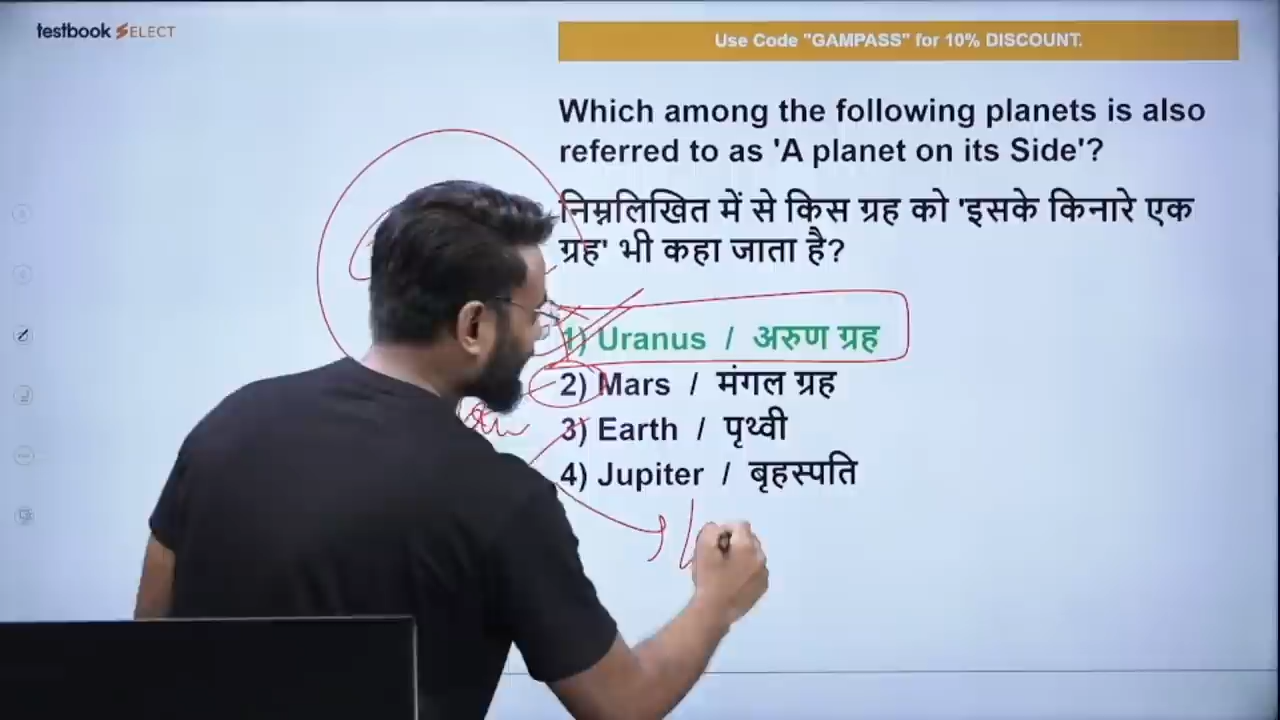 testbook SELECT
Use Code "GAMPASS" for 10% DISCOUNT.
Which among the following planets is also
referred to as 'A planet on its Side'?
निम्नलिखित में से किस ग्रह को 'इसके किनारे एक
ग्रह' भी कहा जाता है?
1) Uranus / अरुण ग्रह
2) Mars / मंगल ग्रह
3) Earth / पृथ्वी
4) Jupiter / बृहस्पति